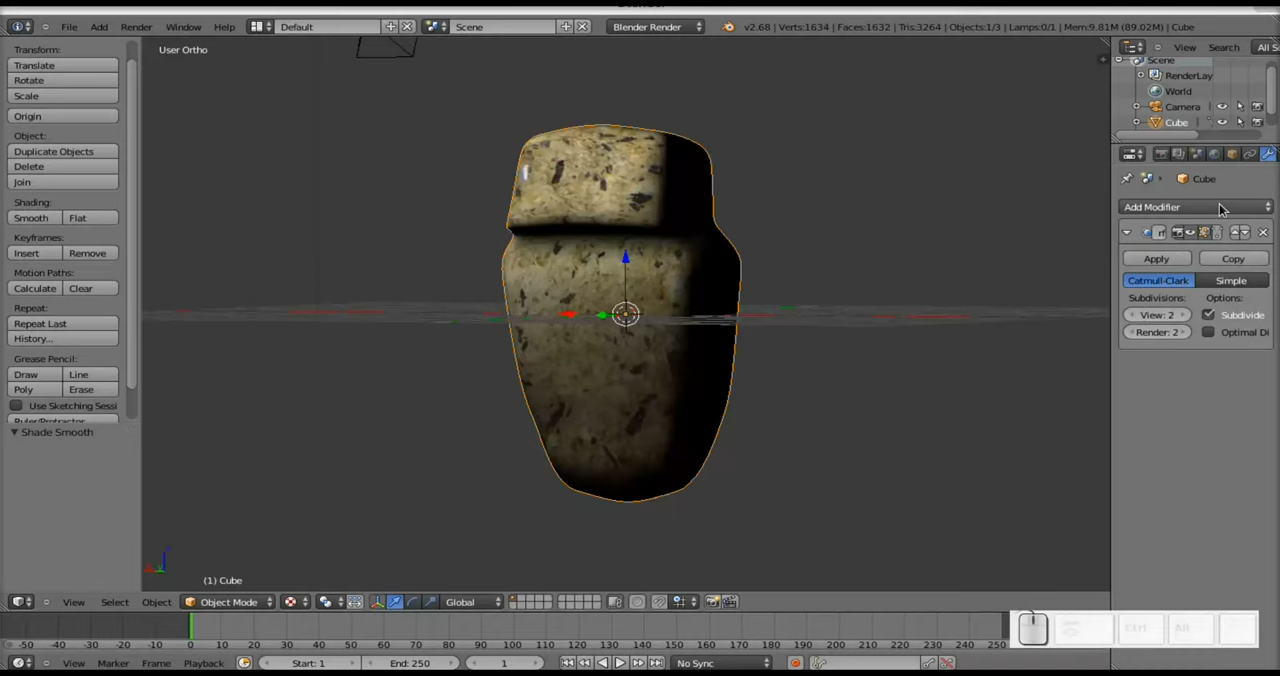 File Add Render Window Help Default Scene Blender Render v2.68 | Verts:1634 | Faces:1632 | Tris:3264 | Objects:1/3 | Lamps:0/1 | Mem:9.81M (89.02M) | Cube
Transform:
Translate
Rotate
Scale
Origin
Object:
Duplicate Objects
Delete
Join
Shading:
Smooth Flat
Keyframes:
Insert Remove
Motion Paths:
Calculate Clear
Repeat:
Repeat Last
History...
Grease Pencil:
Draw Line
Poly Erase
Use Sketching Sessi
Ruler/Protractor
Shade Smooth
User Ortho
(1) Cube
View Search All S
Scene
RenderLay
World
Camera
Cube
Cube
Add Modifier
Apply Copy
Catmull-Clark Simple
Subdivisions: Options:
View: 2 Subdivide
Render: 2 Optimal Di
View Select Object Object Mode Global
Ctrl Alt
-50 -40 -30 -20 -10 0 10 20 30 40 50 60 70 80 90 100 110 120 130 140 150 160 170 180 190 200 210 220 230 240 250
View Marker Frame Playback Start: 1 End: 250 1 No Sync